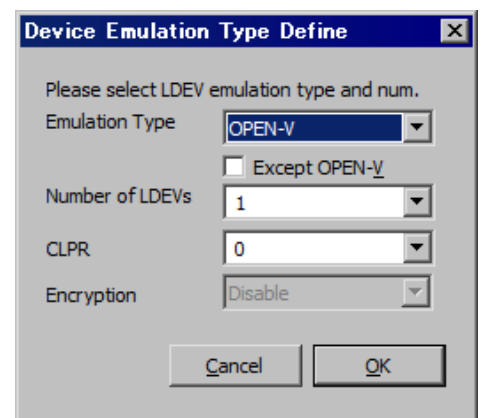 Device Emulation Type Define
Please select LDEV emulation type and num.
Emulation Type OPEN-V
Except OPEN-V
Number of LDEVs 1
CLPR 0
Encryption Disable
Cancel OK